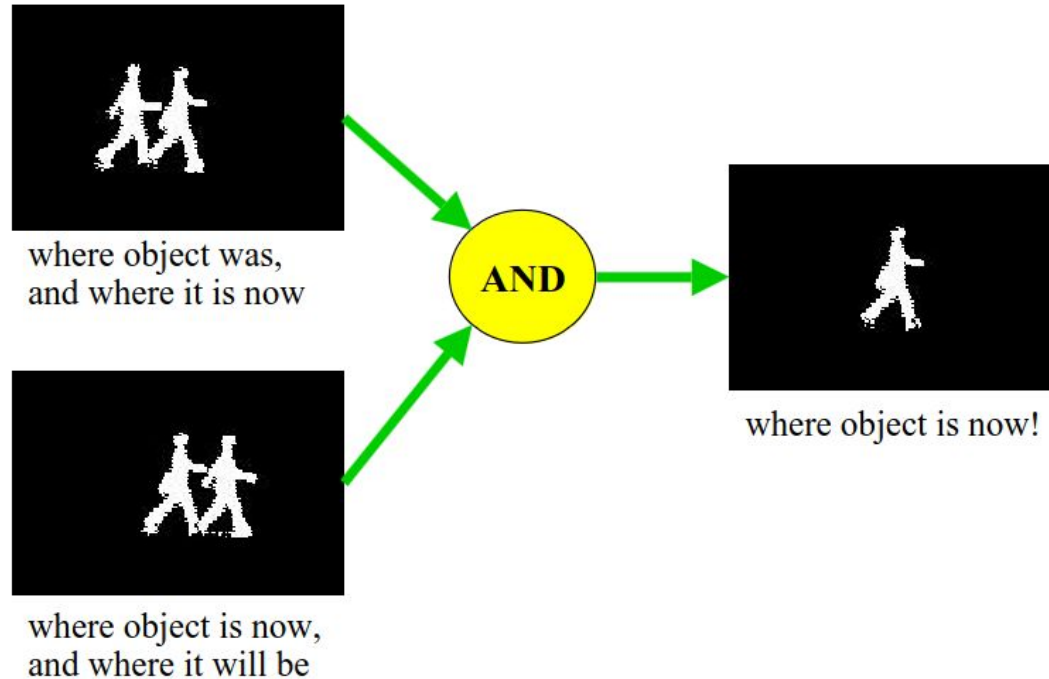 where object was,
and where it is now
AND
where object is now!
where object is now,
and where it will be